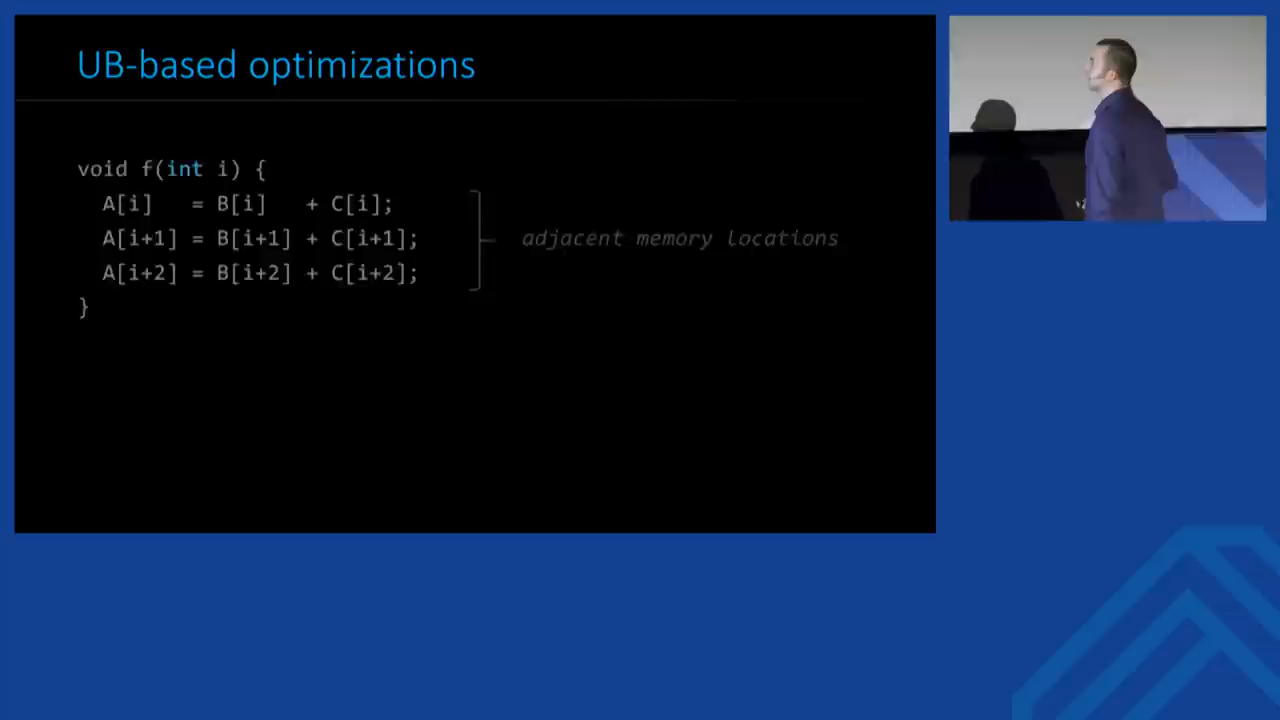 UB-based optimizations
void f(int i) {
A[i] = B[i] + C[i];
A[i+1] = B[i+1] + C[i+1];
A[i+2] = B[i+2] + C[i+2];
}
adjacent memory locations